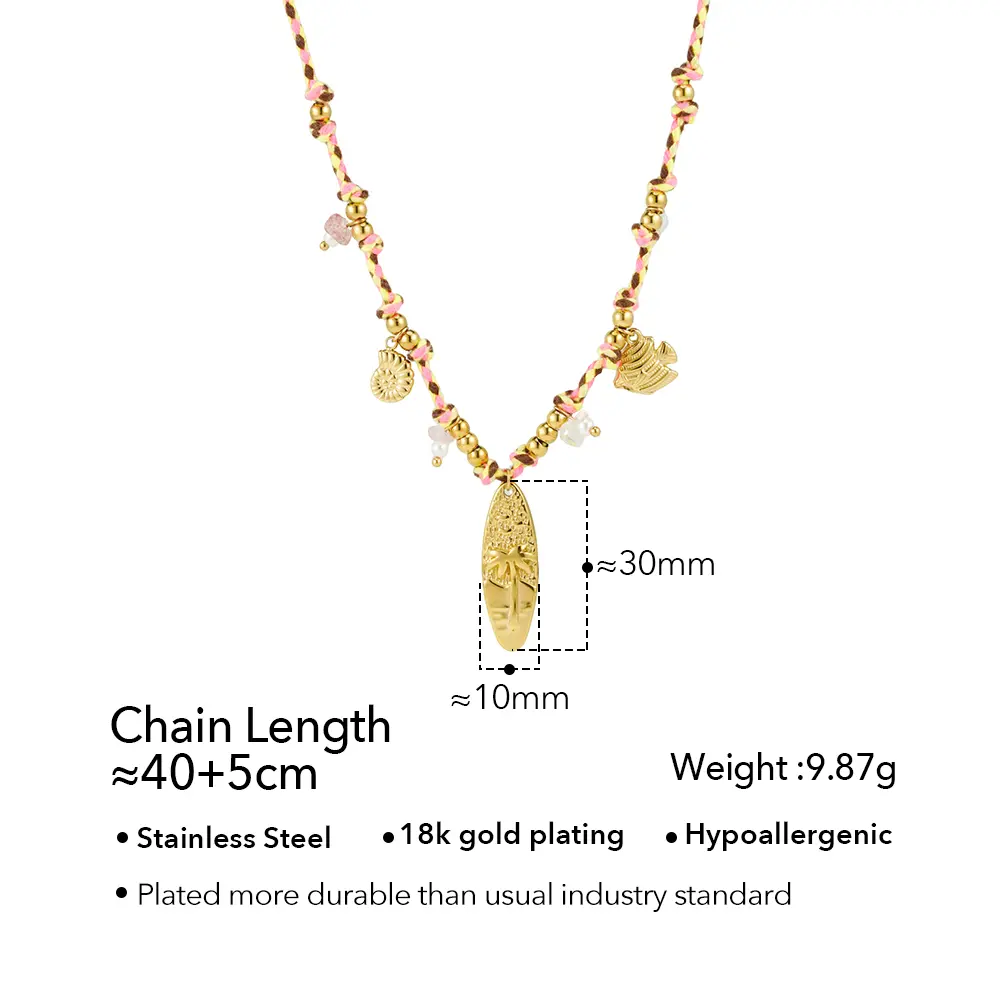 ≈30mm
≈10mm
Chain Length
≈40+5cm
Weight :9.87g
• Stainless Steel
• 18k gold plating
• Hypoallergenic
• Plated more durable than usual industry standard